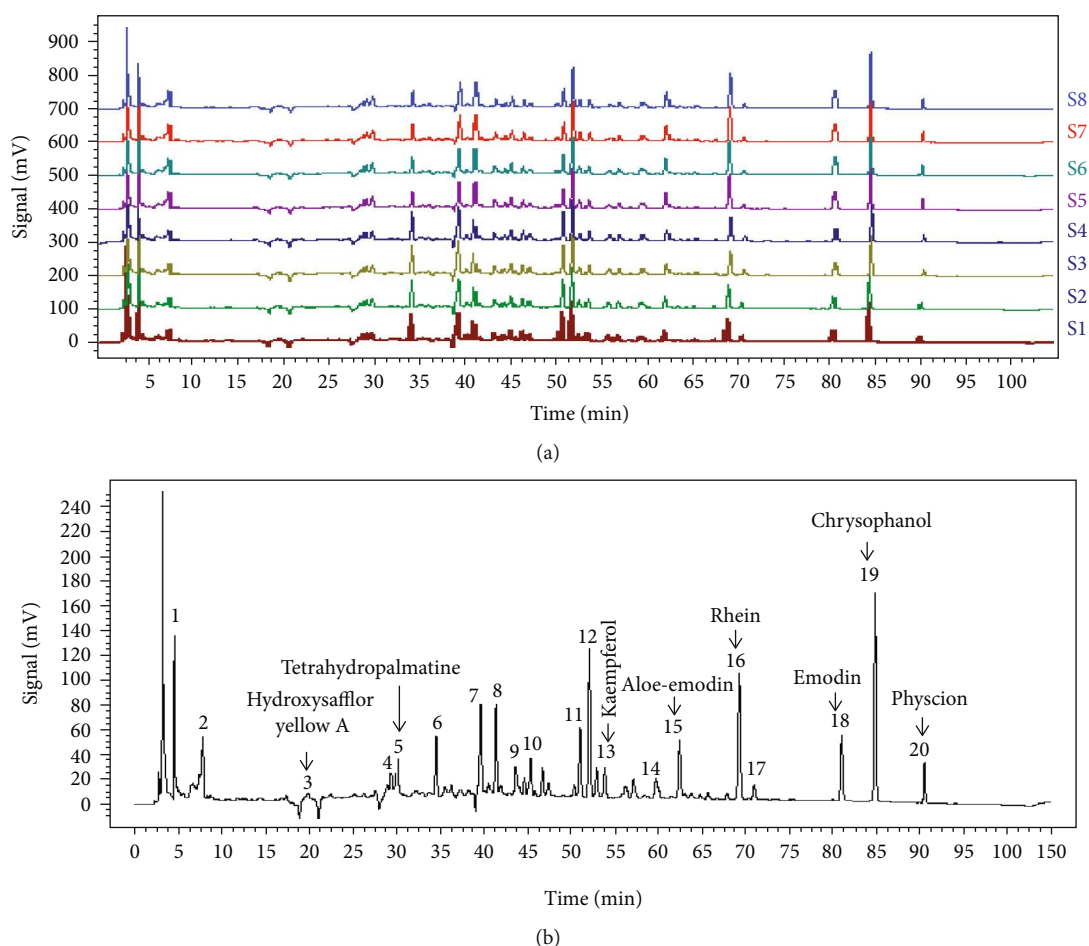 900
800
700
600
500
400
300
200
100
0
Signal (mV)
S8
S7
S6
S5
S4
S3
S2
S1
5 10 15 20 25 30 35 40 45 50 55 60 65 70 75 80 85 90 95 100
Time (min)
(a)
240
220
200
180
160
140
120
100
80
60
40
20
0
Signal (mV)
Chrysophanol
19
1
Rhein
16
12
Kaempferol
Tetrahydropalmatine
Hydroxysafflor
yellow A
Aloe-emodin
Emodin
Physcion
2
3
4
5
6
7
8
9
10
11
13
14
15
17
18
20
0 5 10 15 20 25 30 35 40 45 50 55 60 65 70 75 80 85 90 95 100 150
Time (min)
(b)